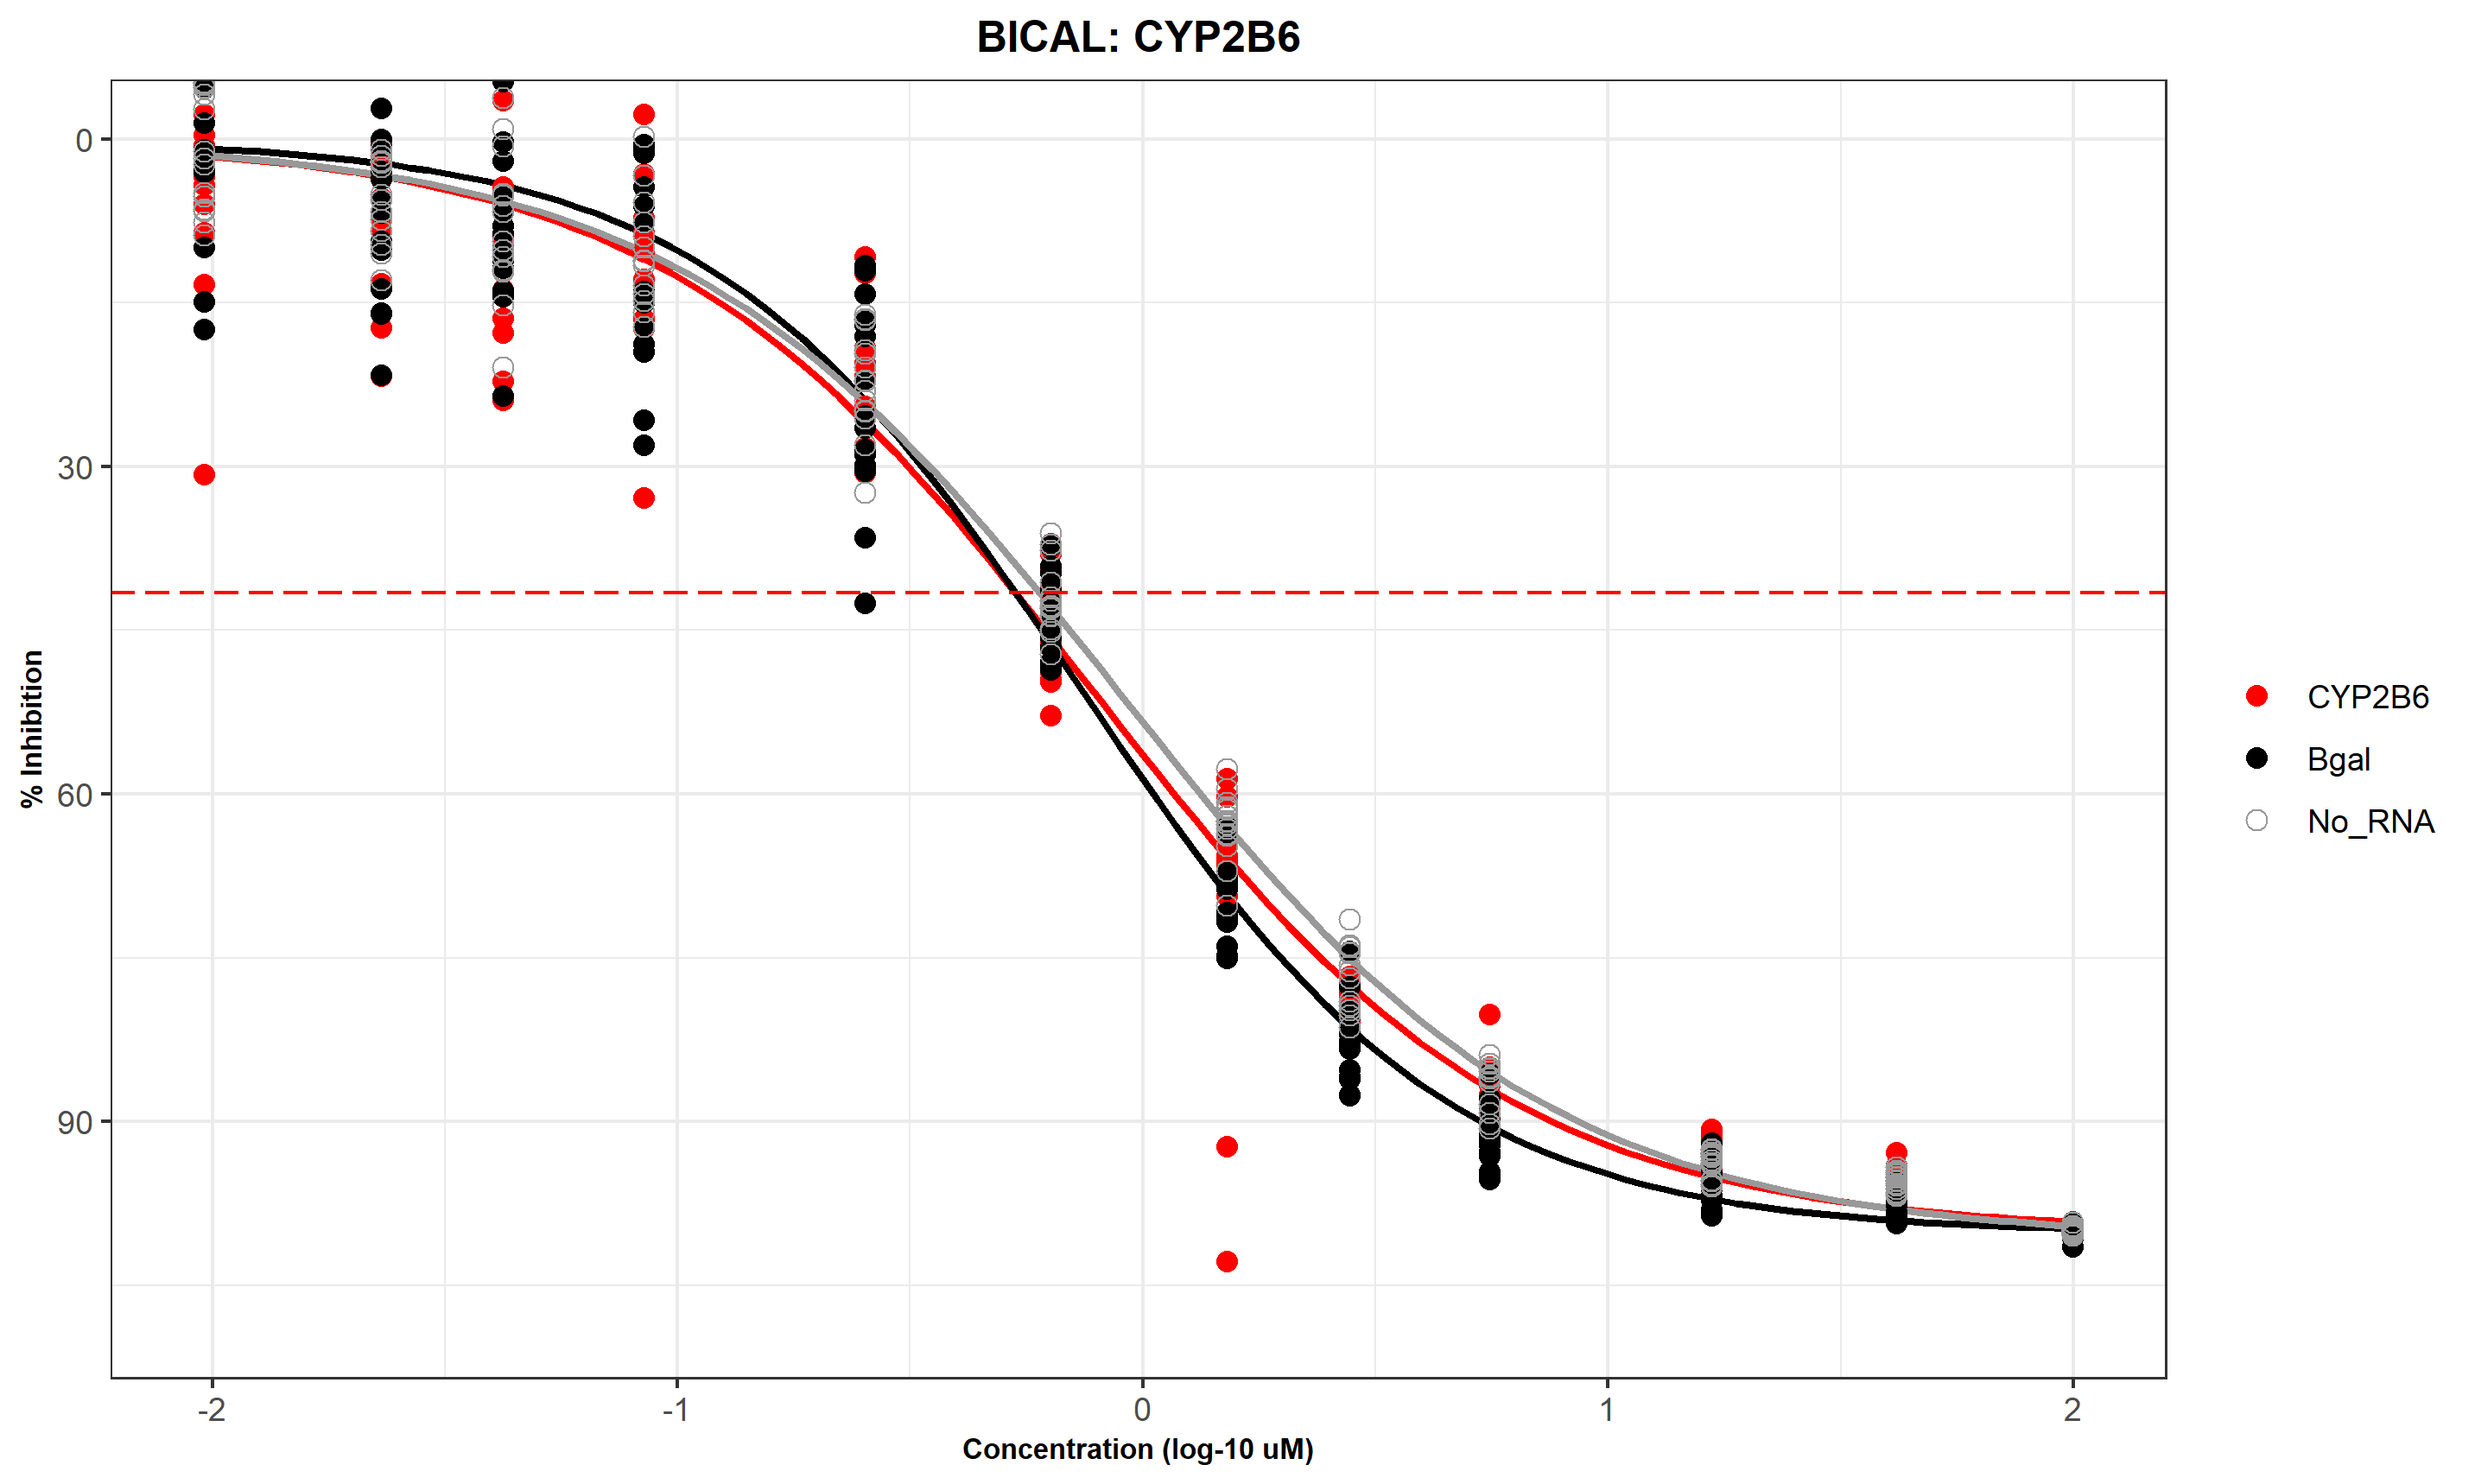 BICAL: CYP2B6
% Inhibition
0
30
60
90
-2
-1
0
1
2
Concentration (log-10 uM)
CYP2B6
Bgal
No_RNA